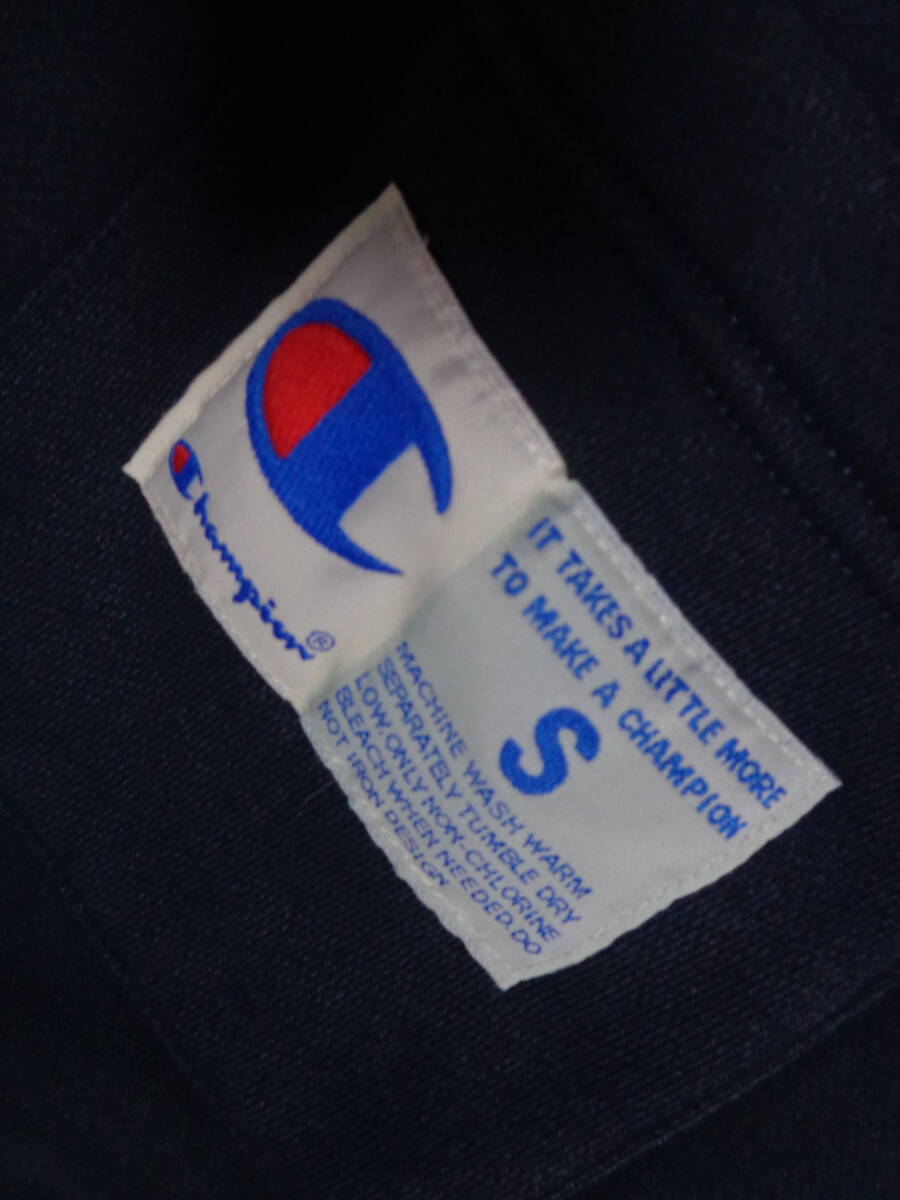 Champion®
IT TAKES A LITTLE MORE
TO MAKE A CHAMPION
S
MACHINE WASH WARM
SEPARATELY TUMBLE DRY
LOW. ONLY NON-CHLORINE
BLEACH WHEN NEEDED. DO
NOT IRON DESIGN